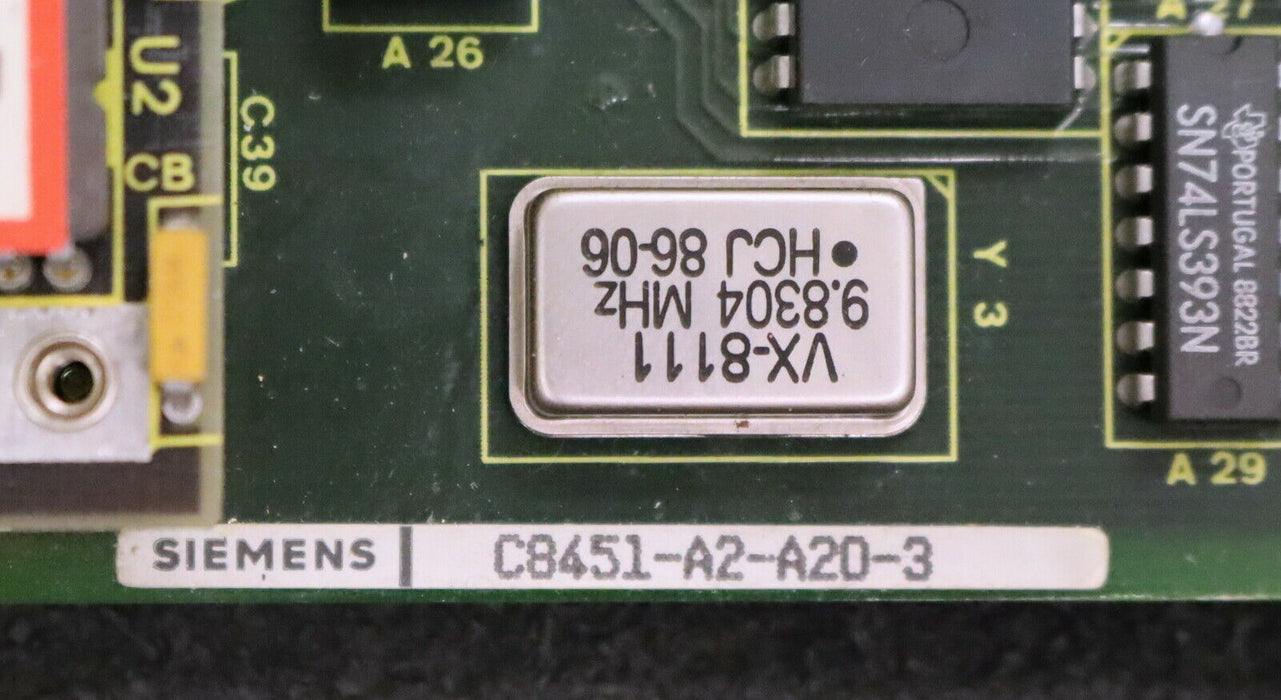 A 26
A 27
U2
CB
C39
VX-8111
9.8304 MHz
HCJ 86-06
Y 3
PORTUGAL 8822BR
SN74LS393N
A 29
SIEMENS
C8451-A2-A20-3